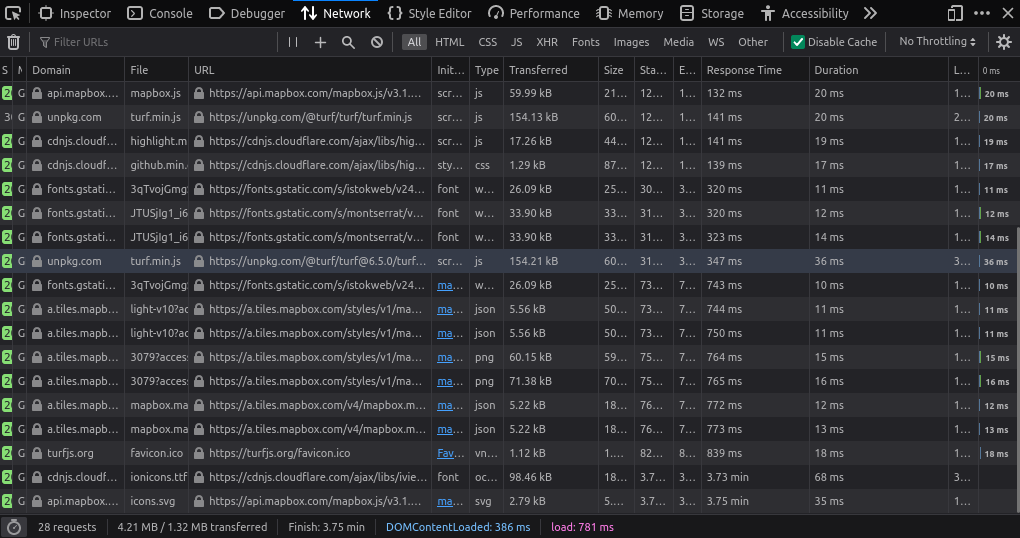 Inspector Console Debugger Network Style Editor Performance Memory Storage Accessibility
Filter URLs All HTML CSS JS XHR Fonts Images Media WS Other Disable Cache No Throttling
S Domain File URL Init... Type Transferred Size Sta... E... Response Time Duration L... 0 ms
2 G api.mapbox.... mapbox.js https://api.mapbox.com/mapbox.js/v3.1.... scr... js 59.99 kB 21... 12... 1... 132 ms 20 ms 1... 20 ms
30 G unpkg.com turf.min.js https://unpkg.com/@turf/turf/turf.min.js scr... js 154.13 kB 60... 12... 1... 141 ms 20 ms 2... 20 ms
2 G cdnjs.cloudf... highlight.m https://cdnjs.cloudflare.com/ajax/libs/hig... scr... js 17.26 kB 44... 12... 1... 141 ms 19 ms 1... 19 ms
2 G cdnjs.cloudf... github.min. https://cdnjs.cloudflare.com/ajax/libs/hig... sty... css 1.29 kB 87... 12... 1... 139 ms 17 ms 1... 17 ms
2 G fonts.gstati... 3qTvojGmg https://fonts.gstatic.com/s/istokweb/v24... font w... 26.09 kB 25... 30... 3... 320 ms 11 ms 1... 11 ms
2 G fonts.gstati... JTUSjIg1_i6 https://fonts.gstatic.com/s/montserrat/v... font w... 33.90 kB 33... 31... 3... 320 ms 12 ms 1... 12 ms
2 G fonts.gstati... JTUSjIg1_i6 https://fonts.gstatic.com/s/montserrat/v... font w... 33.90 kB 33... 31... 3... 323 ms 14 ms 1... 14 ms
2 G unpkg.com turf.min.js https://unpkg.com/@turf/turf@6.5.0/turf... scr... js 154.21 kB 60... 31... 3... 347 ms 36 ms 3... 36 ms
2 G fonts.gstati... 3qTvojGmg https://fonts.gstatic.com/s/istokweb/v24... ma... w... 26.09 kB 25... 73... 7... 743 ms 10 ms 1... 10 ms
2 G a.tiles.mapb... light-v10?ac https://a.tiles.mapbox.com/styles/v1/ma... ma... json 5.56 kB 50... 73... 7... 744 ms 11 ms 1... 11 ms
2 G a.tiles.mapb... light-v10?ac https://a.tiles.mapbox.com/styles/v1/ma... ma... json 5.56 kB 50... 73... 7... 750 ms 11 ms 1... 11 ms
2 G a.tiles.mapb... 3079?access https://a.tiles.mapbox.com/styles/v1/ma... ma... png 60.15 kB 59... 75... 7... 764 ms 15 ms 1... 15 ms
2 G a.tiles.mapb... 3079?access https://a.tiles.mapbox.com/styles/v1/ma... ma... png 71.38 kB 70... 75... 7... 765 ms 16 ms 1... 16 ms
2 G a.tiles.mapb... mapbox.ma https://a.tiles.mapbox.com/v4/mapbox.m... ma... json 5.22 kB 18... 76... 7... 772 ms 12 ms 1... 12 ms
2 G a.tiles.mapb... mapbox.ma https://a.tiles.mapbox.com/v4/mapbox.m... ma... json 5.22 kB 18... 76... 7... 773 ms 13 ms 1... 13 ms
2 G turfjs.org favicon.ico https://turfjs.org/favicon.ico Fav... vn... 1.12 kB 1.... 82... 8... 839 ms 18 ms 1... 18 ms
2 G cdnjs.cloudf... ionicons.ttf https://cdnjs.cloudflare.com/ajax/libs/ivie... font oc... 98.46 kB 18... 3.7... 3... 3.73 min 68 ms 3...
2 G api.mapbox.... icons.svg https://api.mapbox.com/mapbox.js/v3.1.... ma... svg 2.79 kB 5.... 3.7... 3... 3.75 min 35 ms 1...
28 requests 4.21 MB / 1.32 MB transferred Finish: 3.75 min DOMContentLoaded: 386 ms load: 781 ms